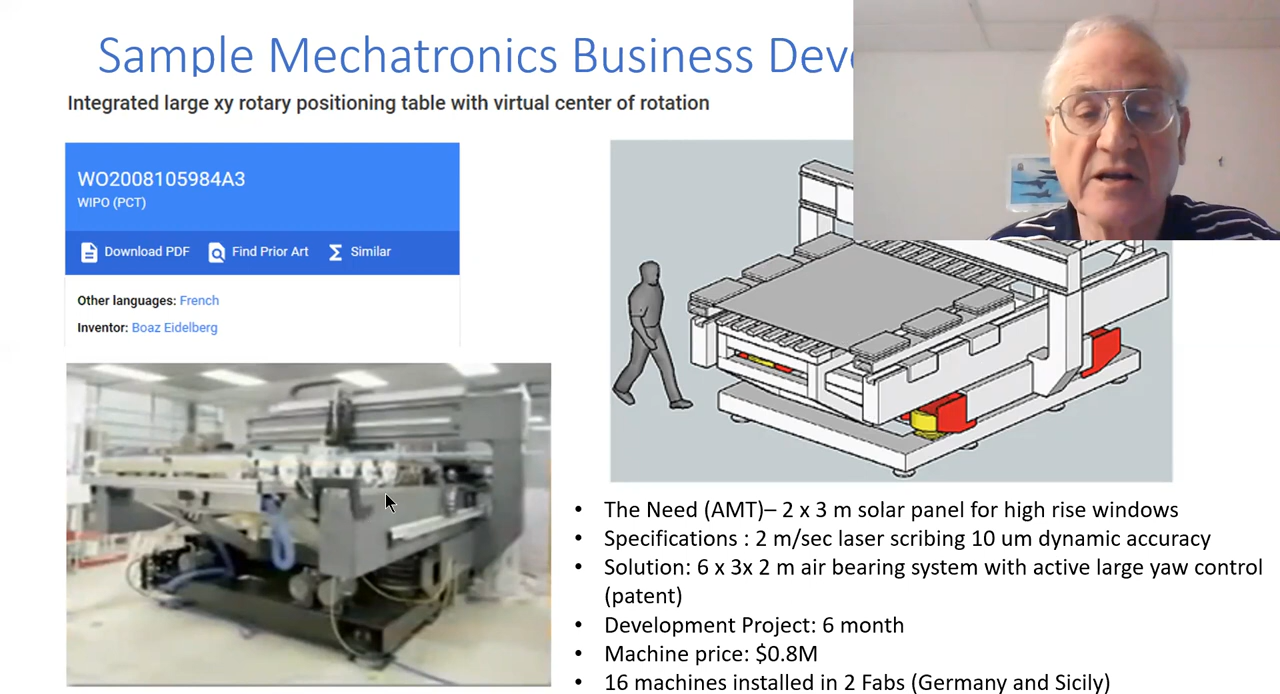 Sample Mechatronics Business Deve
Integrated large xy rotary positioning table with virtual center of rotation
WO2008105984A3
WIPO (PCT)
Download PDF Find Prior Art Similar
Other languages: French
Inventor: Boaz Eidelberg
• The Need (AMT)– 2 x 3 m solar panel for high rise windows
• Specifications : 2 m/sec laser scribing 10 um dynamic accuracy
• Solution: 6 x 3x 2 m air bearing system with active large yaw control
(patent)
• Development Project: 6 month
• Machine price: $0.8M
• 16 machines installed in 2 Fabs (Germany and Sicily)